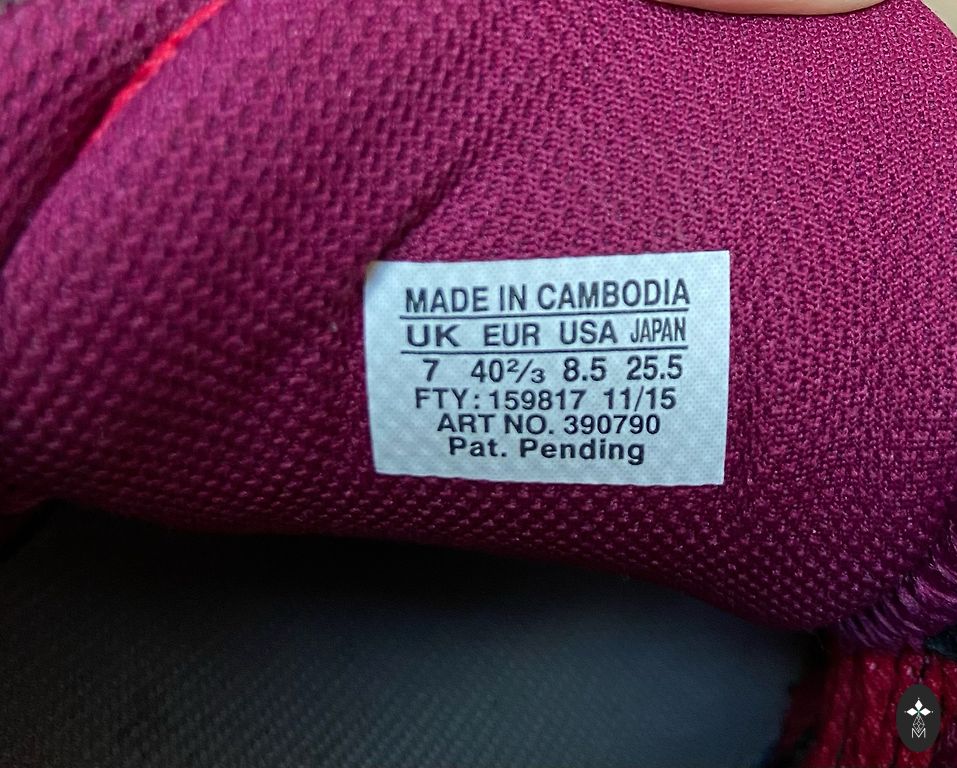 MADE IN CAMBODIA
UK EUR USA JAPAN
7 40²/₃ 8.5 25.5
FTY: 159817 11/15
ART NO. 390790
Pat. Pending
M